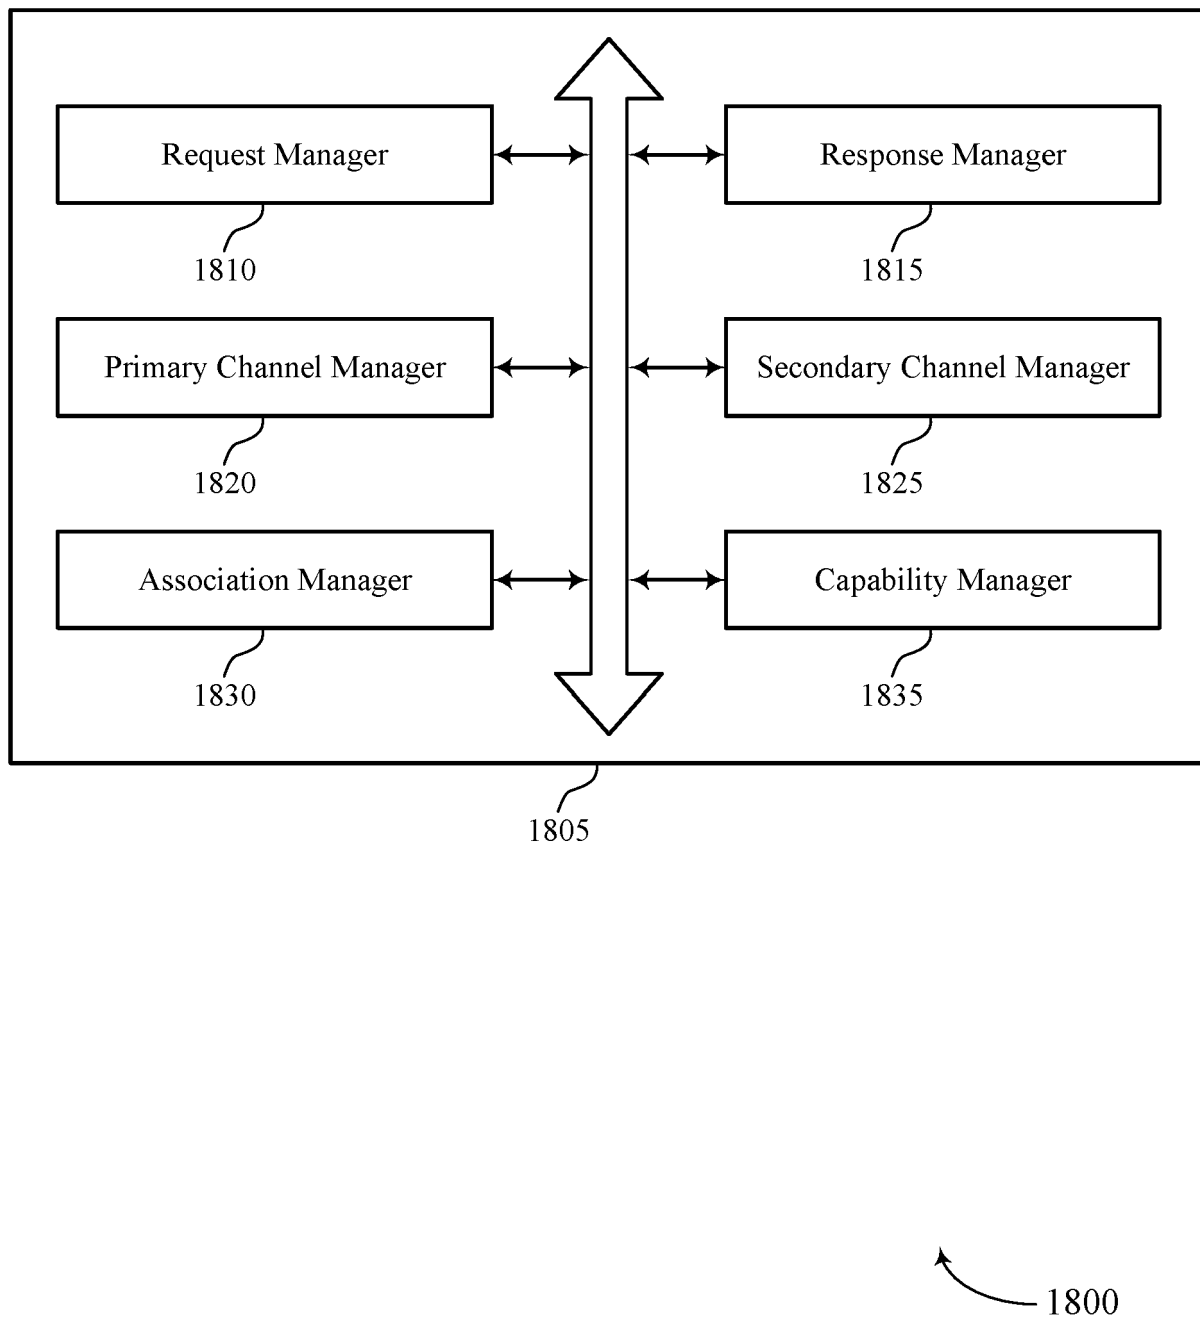 Request Manager
Response Manager
1810
1815
Primary Channel Manager
Secondary Channel Manager
1820
1825
Association Manager
Capability Manager
1830
1835
1805
1800